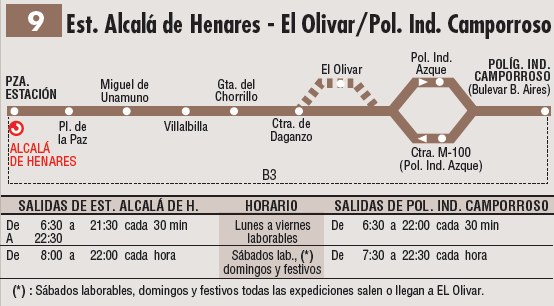 9 Est. Alcalá de Henares - El Olivar/Pol. Ind. Camporroso
PZA.
ESTACIÓN
Miguel de
Unamuno
Gta. del
Chorrillo
El Olivar
Pol. Ind.
Azque
POLÍG. IND.
CAMPORROSO
(Bulevar B. Aires)
ALCALÁ
DE HENARES
Pl. de
la Paz
Villalbilla
Ctra. de
Daganzo
Ctra. M-100
(Pol. Ind. Azque)
B3
SALIDAS DE EST. ALCALÁ DE H. HORARIO SALIDAS DE POL. IND. CAMPORROSO
De 6:30 a 21:30 cada 30 min
A 22:30
Lunes a viernes
laborables
De 6:30 a 22:00 cada 30 min
De 8:00 a 22:00 cada hora
Sábados lab., (*)
domingos y festivos
De 7:30 a 22:30 cada hora
(*) : Sábados laborables, domingos y festivos todas las expediciones salen o llegan a EL Olivar.